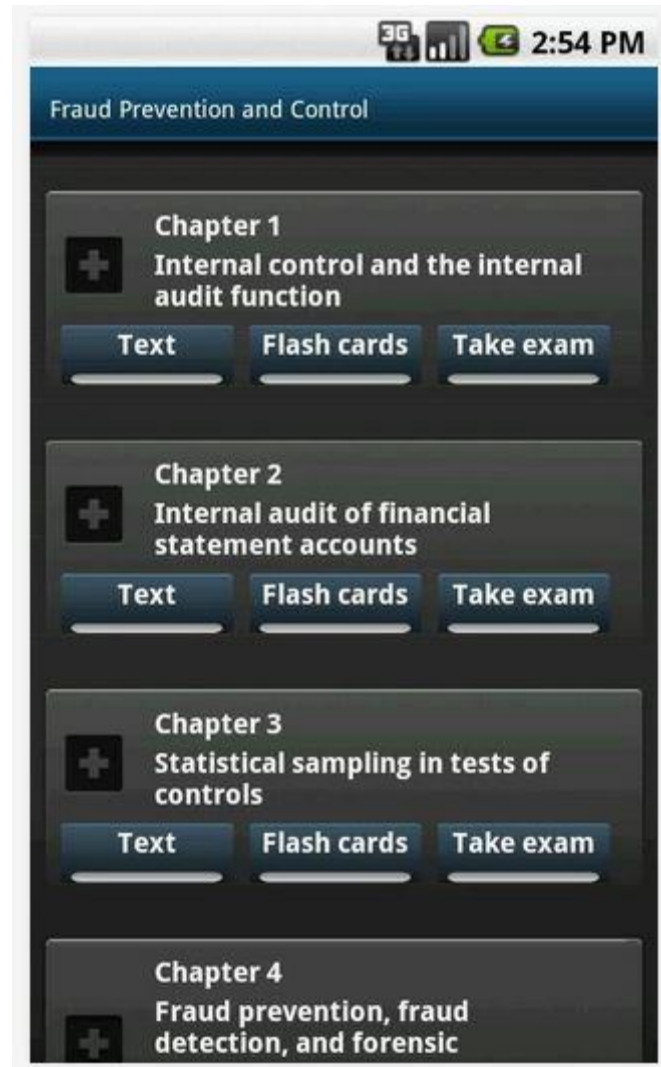 3G 2:54 PM
Fraud Prevention and Control
Chapter 1
Internal control and the internal
audit function
Text Flash cards Take exam
Chapter 2
Internal audit of financial
statement accounts
Text Flash cards Take exam
Chapter 3
Statistical sampling in tests of
controls
Text Flash cards Take exam
Chapter 4
Fraud prevention, fraud
detection, and forensic